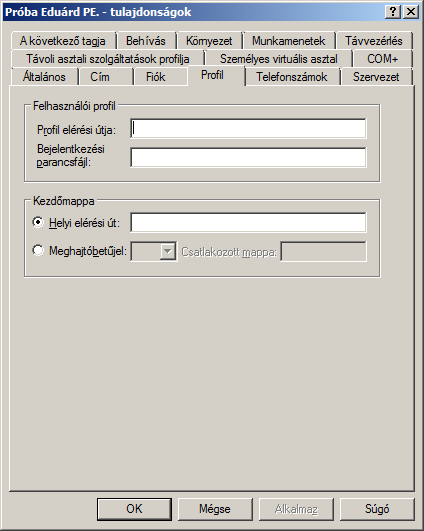 Próba Eduárd PE. - tulajdonságok
A következő tagja Behívás Környezet Munkamenetek Távvezérlés
Távoli asztali szolgáltatások profilja Személyes virtuális asztal COM+
Általános Cím Fiók Profil Telefonszámok Szervezet
Felhasználói profil
Profil elérési útja:
Bejelentkezési
parancsfájl:
Kezdőmappa
Helyi elérési út:
Meghajtóbetűjel: Csatlakozott mappa:
OK Mégse Alkalmaz Súgó